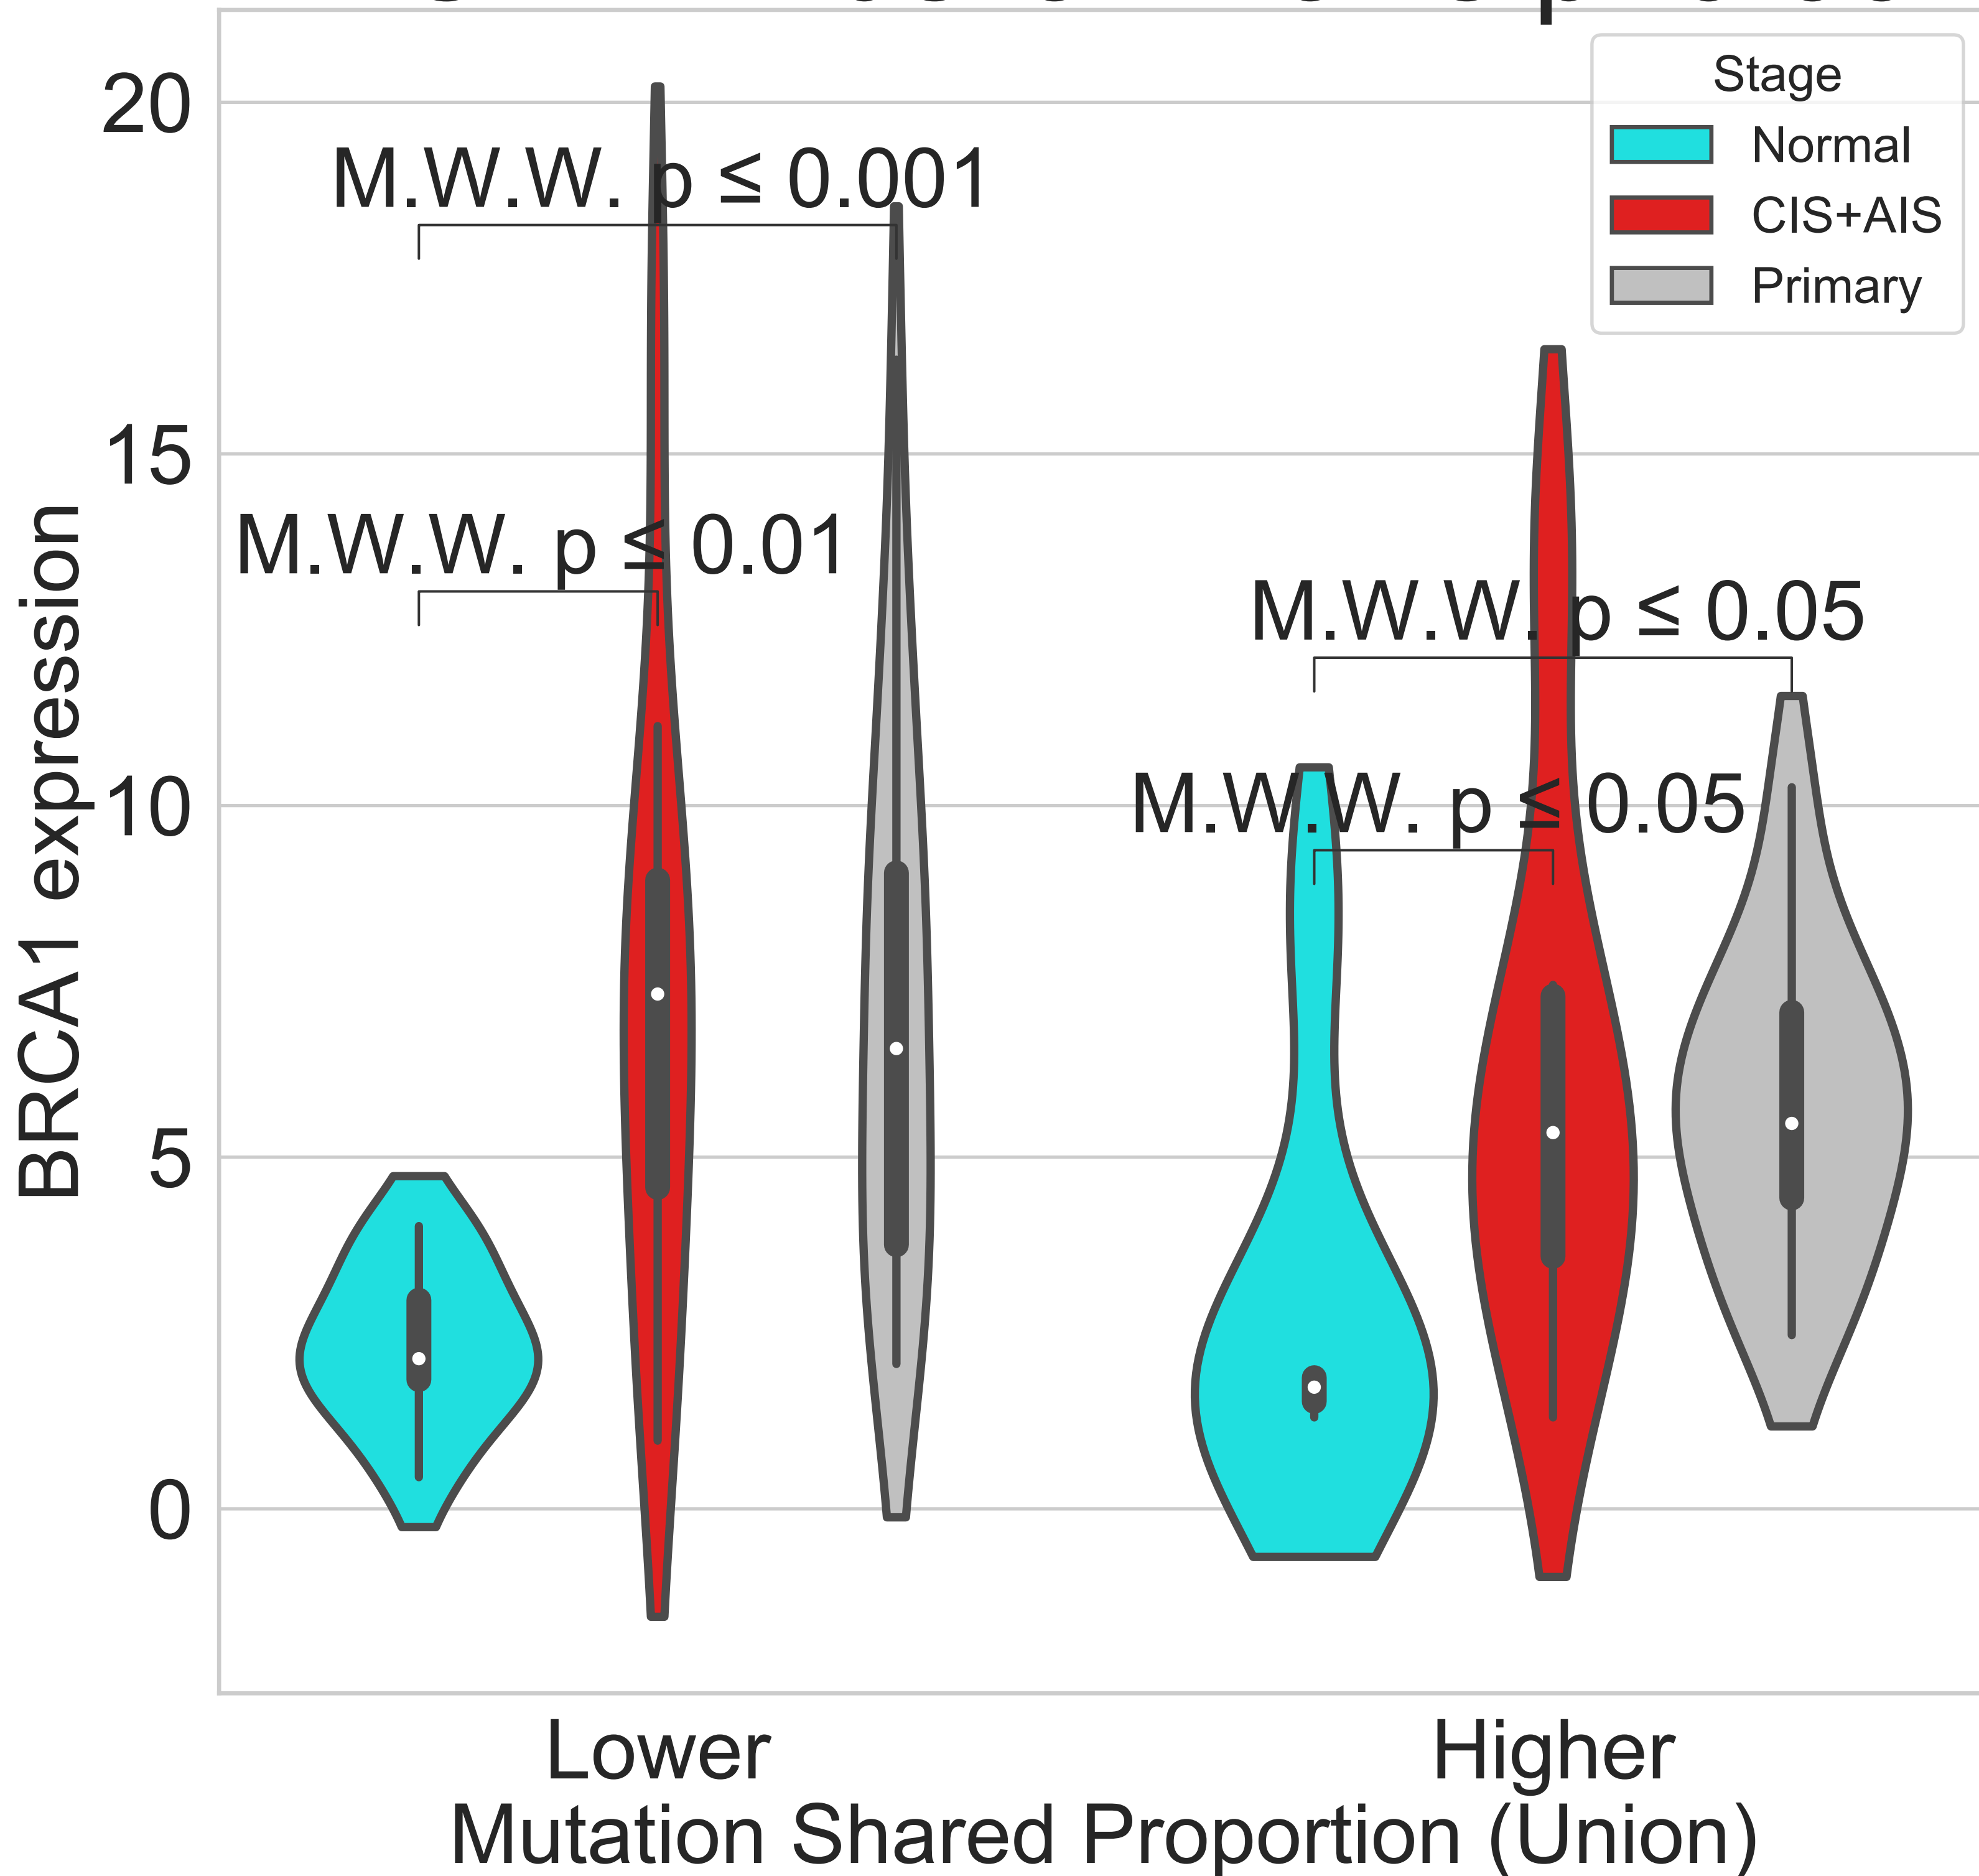 Stage
Normal
CIS+AIS
Primary
20
15
10
5
0
BRCA1 expression
M.W.W. p ≤ 0.001
M.W.W. p ≤ 0.01
M.W.W. p ≤ 0.05
M.W.W. p ≤ 0.05
Lower
Higher
Mutation Shared Proportion (Union)